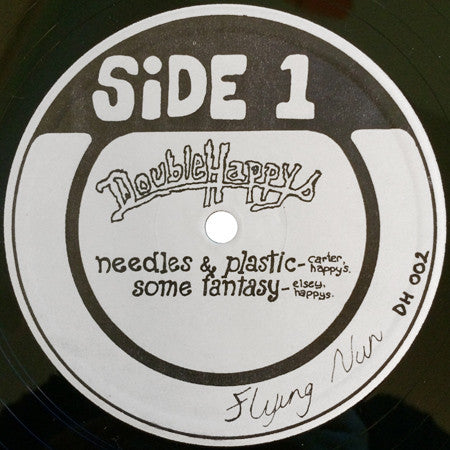 SiDE 1
DoubleHappys
needles & plastic-carter, happy's.
some fantasy-elsey, happys.
Flying Nun
DH 002